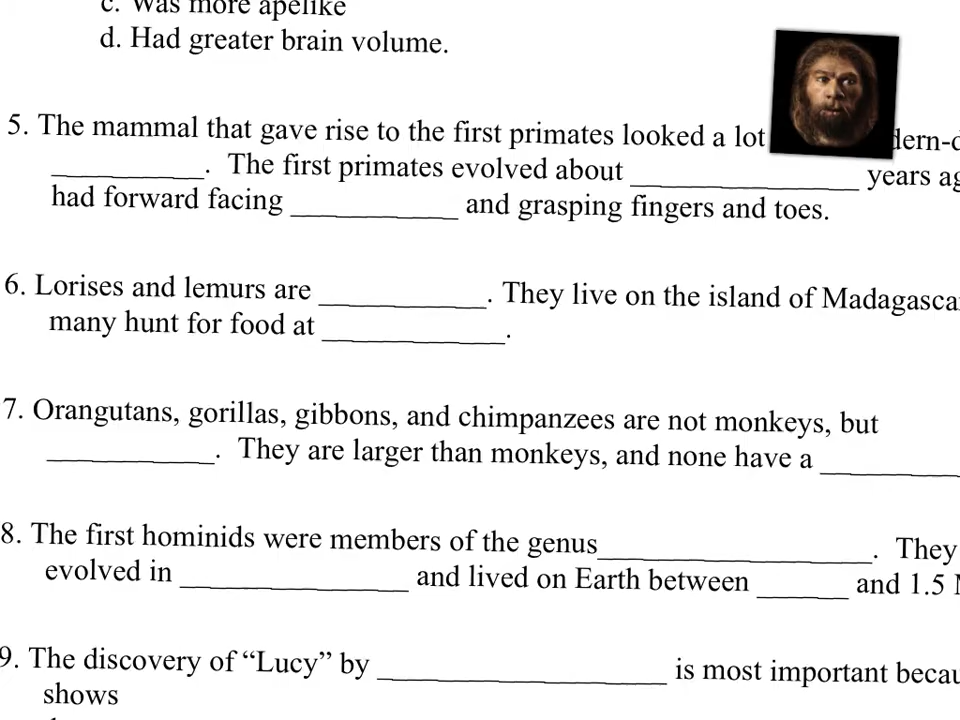 c. Was more apelike
d. Had greater brain volume.
5. The mammal that gave rise to the first primates looked a lot
__________. The first primates evolved about _______________ years
had forward facing ___________ and grasping fingers and toes.
6. Lorises and lemurs are ___________. They live on the island of
many hunt for food at ____________.
7. Orangutans, gorillas, gibbons, and chimpanzees are not monkeys, but
___________. They are larger than monkeys, and none have a _________
8. The first hominids were members of the genus__________________. They
evolved in _______________ and lived on Earth between ______ and 1.5
9. The discovery of “Lucy” by ___________________ is most important
shows